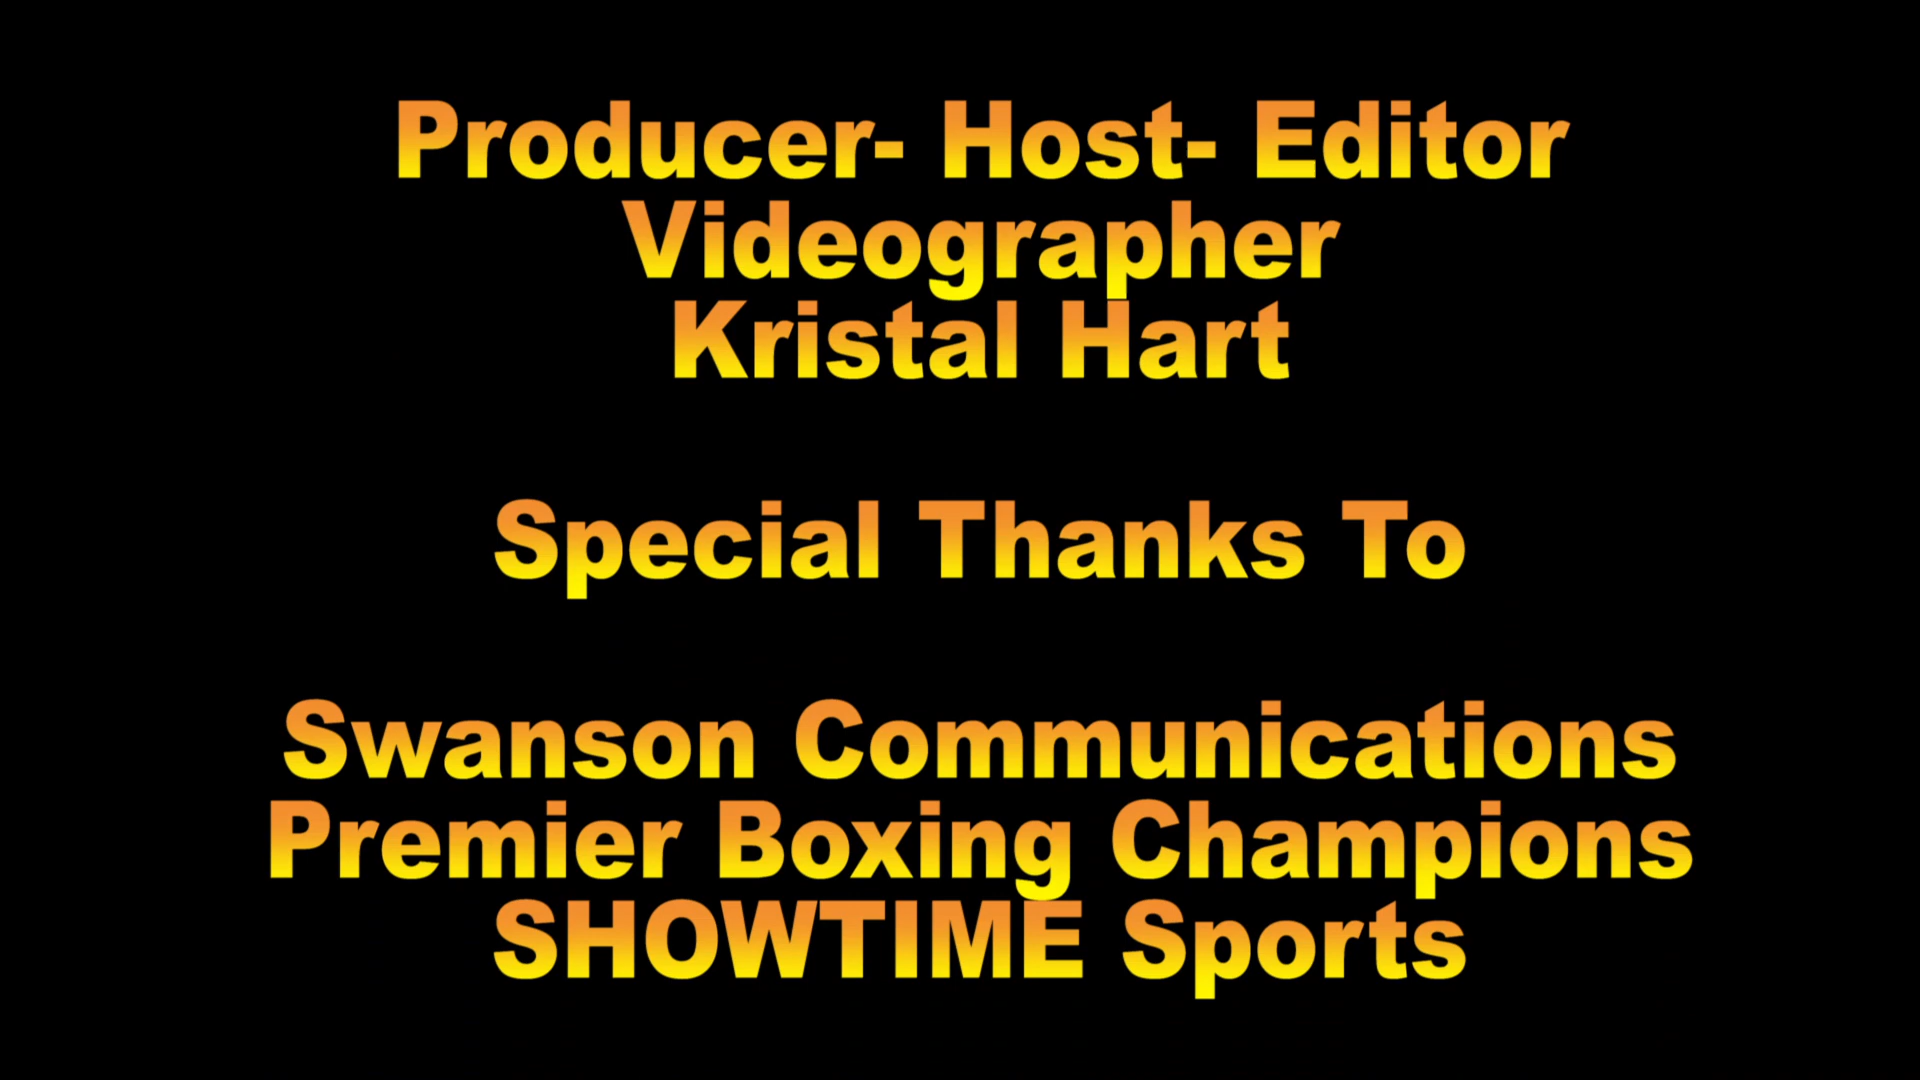 Producer- Host- Editor
Videographer
Kristal Hart
Special Thanks To
Swanson Communications
Premier Boxing Champions
SHOWTIME Sports